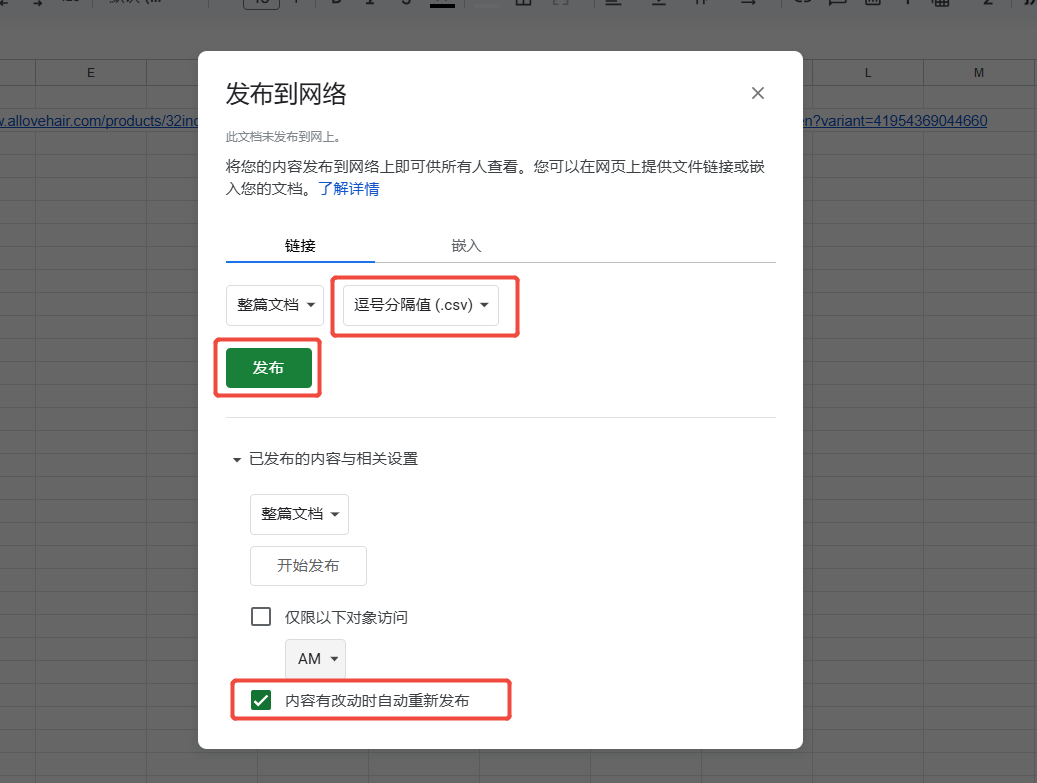 E
L
M
w.allovehair.com/products/32inc
n?variant=41954369044660
发布到网络
此文档未发布到网上。
将您的内容发布到网络上即可供所有人查看。您可以在网页上提供文件链接或嵌
入您的文档。了解详情
链接
嵌入
整篇文档
逗号分隔值 (.csv)
发布
已发布的内容与相关设置
整篇文档
开始发布
仅限以下对象访问
AM
内容有改动时自动重新发布